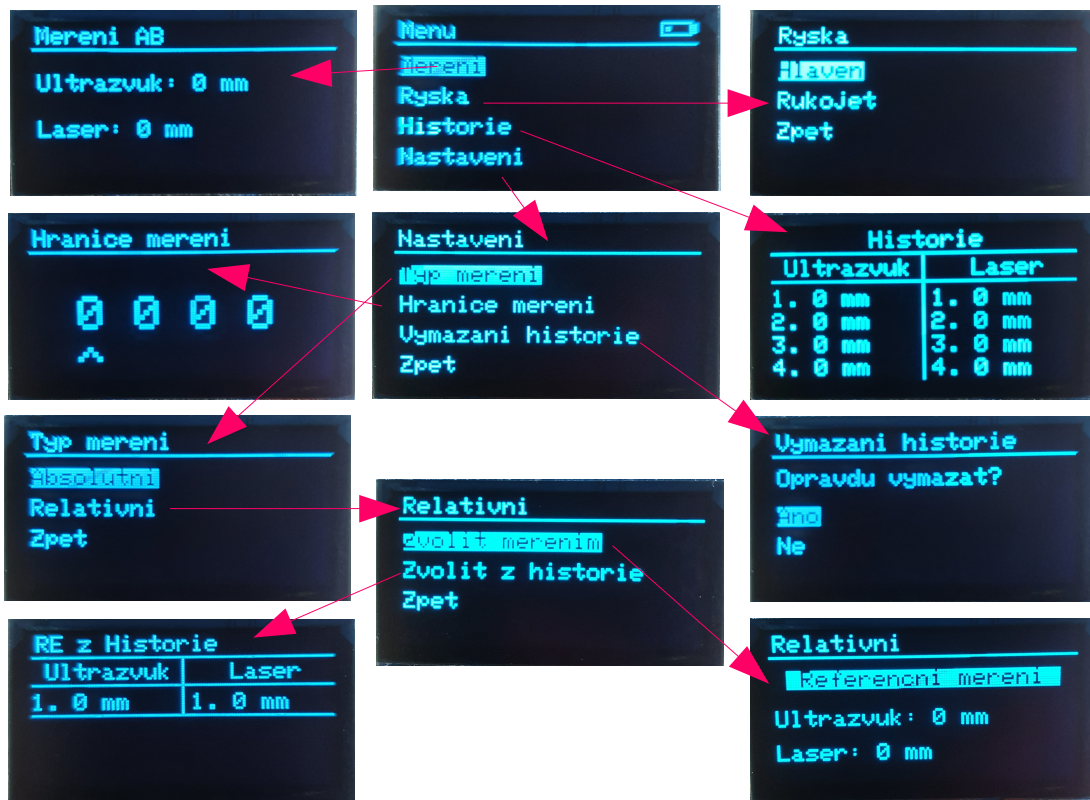 Mereni AB
Ultrazvuk: 0 mm
Laser: 0 mm
Menu
Mereni
Ryska
Historie
Nastaveni
Ryska
Hlaven
Rukojet
Zpet
Hranice mereni
0 0 0 0
^
Nastaveni
Typ mereni
Hranice mereni
Vymazani historie
Zpet
Historie
Ultrazvuk Laser
1. 0 mm 1. 0 mm
2. 0 mm 2. 0 mm
3. 0 mm 3. 0 mm
4. 0 mm 4. 0 mm
Typ mereni
Absolutni
Relativni
Zpet
Relativni
Zvolit merenim
Zvolit z historie
Zpet
Vymazani historie
Opravdu vymazat?
Ano
Ne
RE z Historie
Ultrazvuk Laser
1. 0 mm 1. 0 mm
Relativni
Referencni mereni
Ultrazvuk: 0 mm
Laser: 0 mm